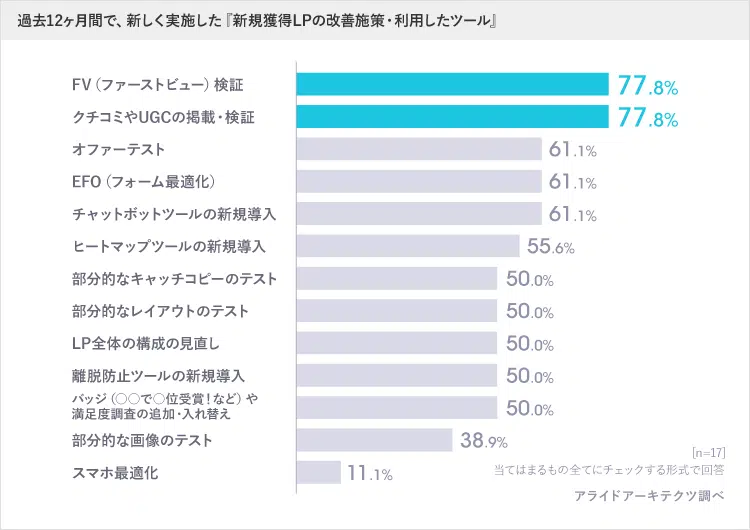 過去12ヶ月間で、新しく実施した『新規獲得LPの改善施策・利用したツール』
FV（ファーストビュー）検証 77.8%
クチコミやUGCの掲載・検証 77.8%
オファーテスト 61.1%
EFO（フォーム最適化） 61.1%
チャットボットツールの新規導入 61.1%
ヒートマップツールの新規導入 55.6%
部分的なキャッチコピーのテスト 50.0%
部分的なレイアウトのテスト 50.0%
LP全体の構成の見直し 50.0%
離脱防止ツールの新規導入 50.0%
バッジ（○○で○位受賞！など）や
満足度調査の追加・入れ替え 50.0%
部分的な画像のテスト 38.9%
スマホ最適化 11.1%
[n=17]
当てはまるもの全てにチェックする形式で回答
アライドアーキテクツ調べ